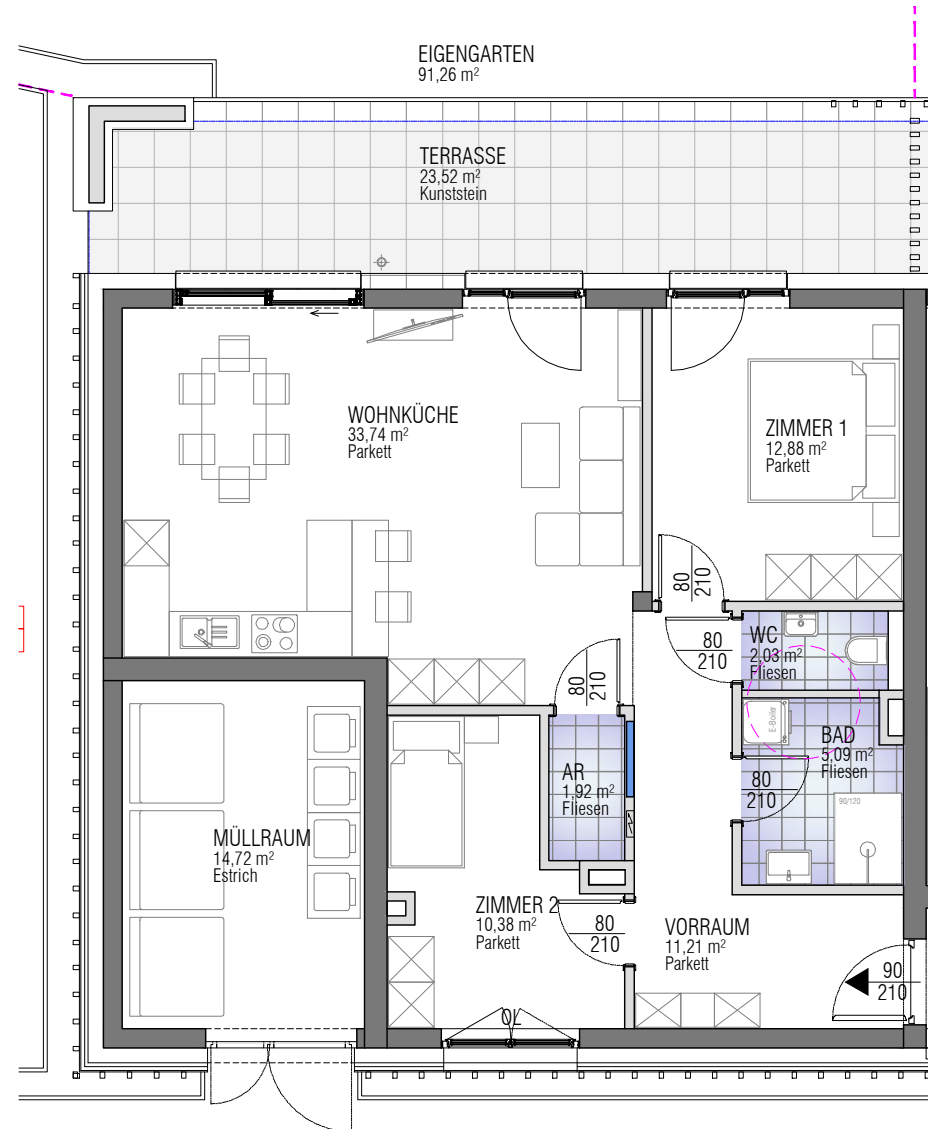 EIGENGARTEN
91,26 m²
TERRASSE
23,52 m²
Kunststein
WOHNKÜCHE
33,74 m²
Parkett
ZIMMER 1
12,88 m²
Parkett
80
210
WC
2,03 m²
Fliesen
80
210
80
210
E-Boiler
BAD
5,09 m²
Fliesen
AR
1,92 m²
Fliesen
80
210
90/120
MÜLLRAUM
14,72 m²
Estrich
ZIMMER 2
10,38 m²
Parkett
80
210
VORRAUM
11,21 m²
Parkett
90
210
OL